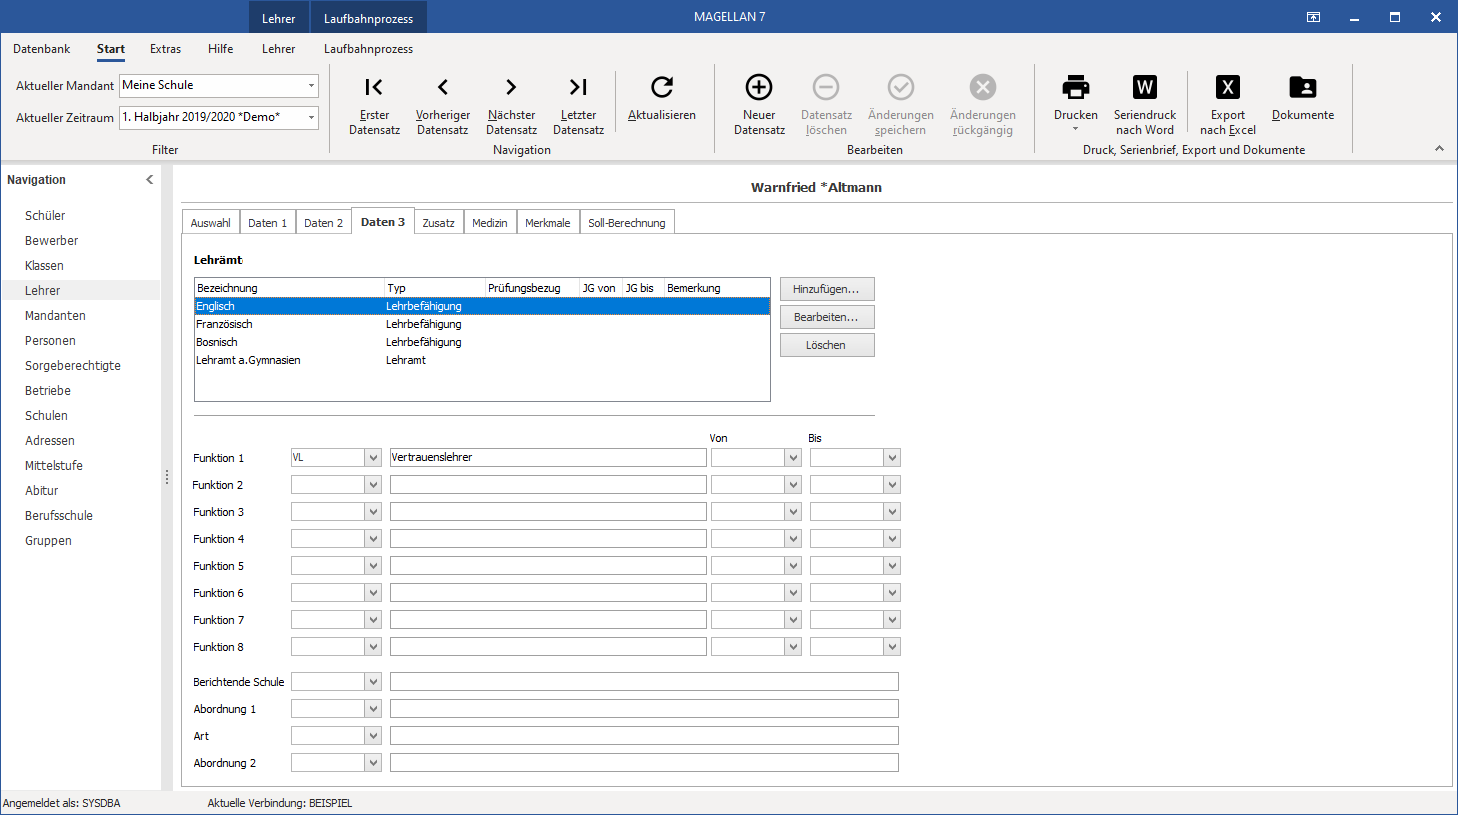 Lehrer Laufbahnprozess MAGELLAN 7
Datenbank Start Extras Hilfe Lehrer Laufbahnprozess
Aktueller Mandant Meine Schule
Aktueller Zeitraum 1. Halbjahr 2019/2020 *Demo*
Filter
Erster Datensatz
Vorheriger Datensatz
Nächster Datensatz
Letzter Datensatz
Aktualisieren
Navigation
Neuer Datensatz
Datensatz löschen
Änderungen speichern
Änderungen rückgängig
Bearbeiten
Drucken
W
Seriendruck nach Word
X
Export nach Excel
Dokumente
Druck, Serienbrief, Export und Dokumente
Navigation
Schüler
Bewerber
Klassen
Lehrer
Mandanten
Personen
Sorgeberechtigte
Betriebe
Schulen
Adressen
Mittelstufe
Abitur
Berufsschule
Gruppen
Warnfried *Altmann
Auswahl Daten 1 Daten 2 Daten 3 Zusatz Medizin Merkmale Soll-Berechnung
Lehrämt
Bezeichnung Typ Prüfungsbezug JG von JG bis Bemerkung
Englisch Lehrbefähigung
Französisch Lehrbefähigung
Bosnisch Lehrbefähigung
Lehramt a.Gymnasien Lehramt
Hinzufügen...
Bearbeiten...
Löschen
Von Bis
Funktion 1 VL Vertrauenslehrer
Funktion 2
Funktion 3
Funktion 4
Funktion 5
Funktion 6
Funktion 7
Funktion 8
Berichtende Schule
Abordnung 1
Art
Abordnung 2
Angemeldet als: SYSDBA Aktuelle Verbindung: BEISPIEL